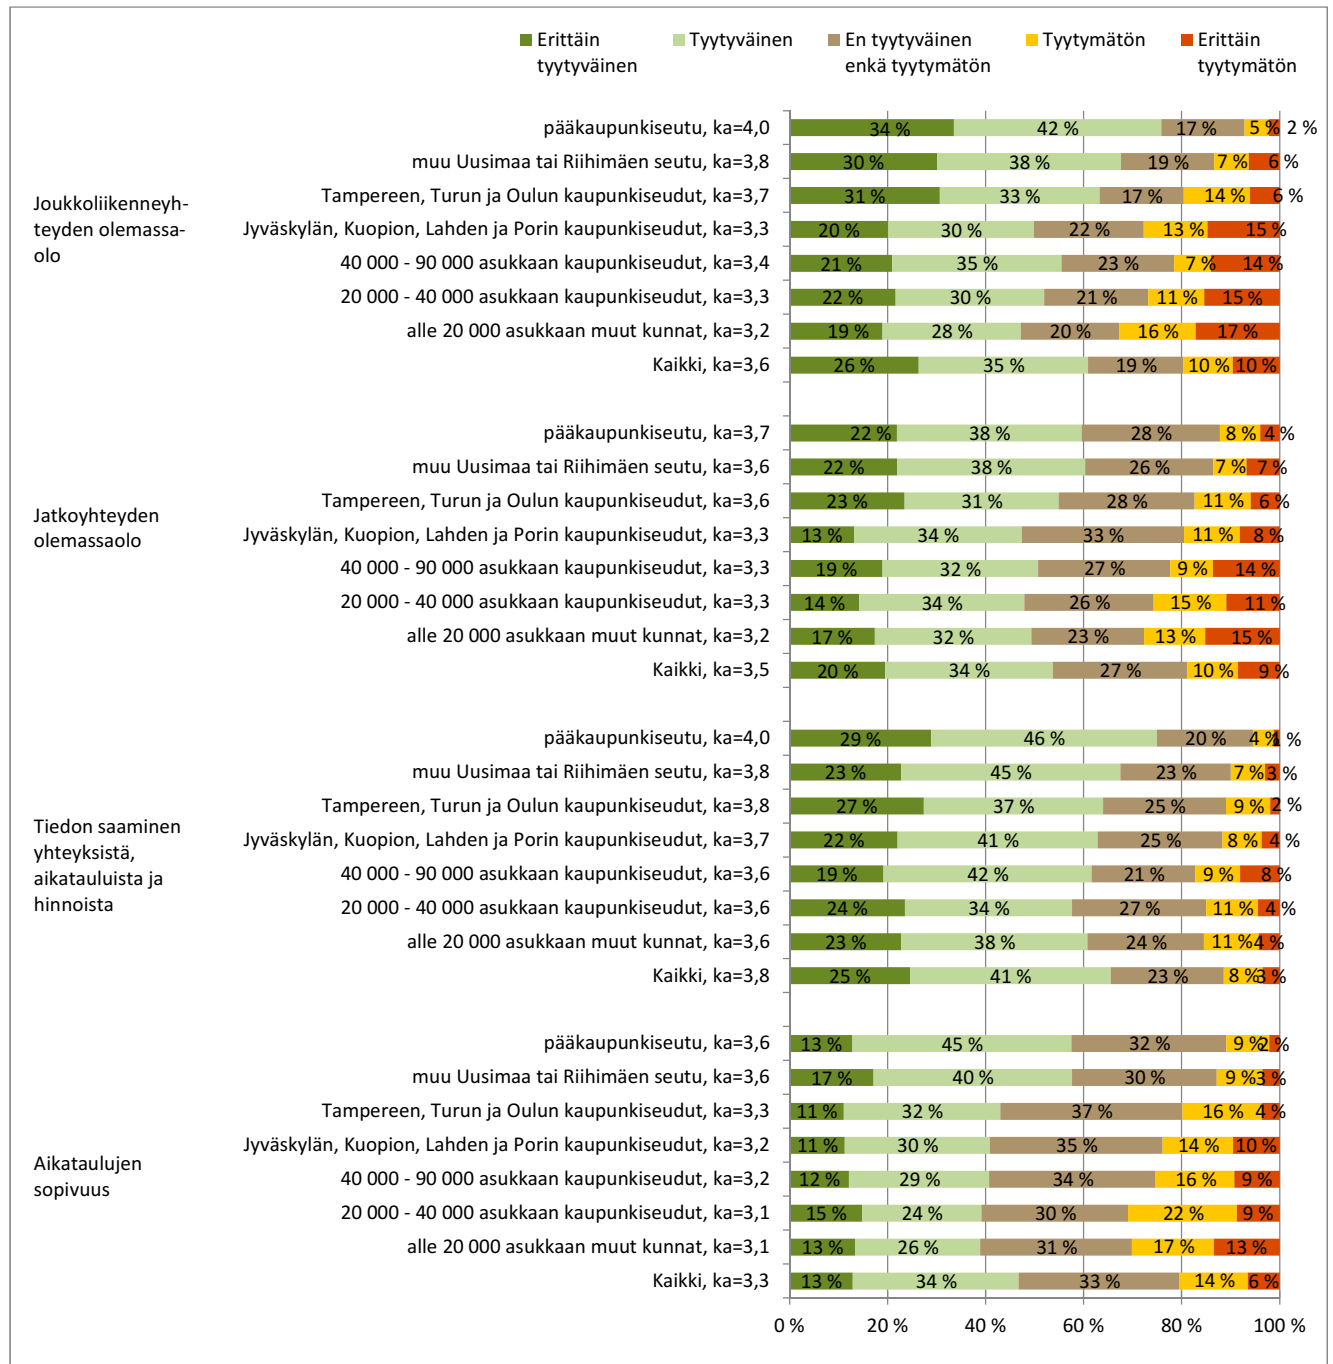 Erittäin tyytyväinen
Tyytyväinen
En tyytyväinen enkä tyytymätön
Tyytymätön
Erittäin tyytymätön
Joukkoliikenneyh-
teyden olemassa-
olo
pääkaupunkiseutu, ka=4,0 34 % 42 % 17 % 5 % 2 %
muu Uusimaa tai Riihimäen seutu, ka=3,8 30 % 38 % 19 % 7 % 6 %
Tampereen, Turun ja Oulun kaupunkiseudut, ka=3,7 31 % 33 % 17 % 14 % 6 %
Jyväskylän, Kuopion, Lahden ja Porin kaupunkiseudut, ka=3,3 20 % 30 % 22 % 13 % 15 %
40 000 - 90 000 asukkaan kaupunkiseudut, ka=3,4 21 % 35 % 23 % 7 % 14 %
20 000 - 40 000 asukkaan kaupunkiseudut, ka=3,3 22 % 30 % 21 % 11 % 15 %
alle 20 000 asukkaan muut kunnat, ka=3,2 19 % 28 % 20 % 16 % 17 %
Kaikki, ka=3,6 26 % 35 % 19 % 10 % 10 %
Jatkoyhteyden
olemassaolo
pääkaupunkiseutu, ka=3,7 22 % 38 % 28 % 8 % 4 %
muu Uusimaa tai Riihimäen seutu, ka=3,6 22 % 38 % 26 % 7 % 7 %
Tampereen, Turun ja Oulun kaupunkiseudut, ka=3,6 23 % 31 % 28 % 11 % 6 %
Jyväskylän, Kuopion, Lahden ja Porin kaupunkiseudut, ka=3,3 13 % 34 % 33 % 11 % 8 %
40 000 - 90 000 asukkaan kaupunkiseudut, ka=3,3 19 % 32 % 27 % 9 % 14 %
20 000 - 40 000 asukkaan kaupunkiseudut, ka=3,3 14 % 34 % 26 % 15 % 11 %
alle 20 000 asukkaan muut kunnat, ka=3,2 17 % 32 % 23 % 13 % 15 %
Kaikki, ka=3,5 20 % 34 % 27 % 10 % 9 %
Tiedon saaminen
yhteyksistä,
aikatauluista ja
hinnoista
pääkaupunkiseutu, ka=4,0 29 % 46 % 20 % 4 % 1 %
muu Uusimaa tai Riihimäen seutu, ka=3,8 23 % 45 % 23 % 7 % 3 %
Tampereen, Turun ja Oulun kaupunkiseudut, ka=3,8 27 % 37 % 25 % 9 % 2 %
Jyväskylän, Kuopion, Lahden ja Porin kaupunkiseudut, ka=3,7 22 % 41 % 25 % 8 % 4 %
40 000 - 90 000 asukkaan kaupunkiseudut, ka=3,6 19 % 42 % 21 % 9 % 8 %
20 000 - 40 000 asukkaan kaupunkiseudut, ka=3,6 24 % 34 % 27 % 11 % 4 %
alle 20 000 asukkaan muut kunnat, ka=3,6 23 % 38 % 24 % 11 % 4 %
Kaikki, ka=3,8 25 % 41 % 23 % 8 % 3 %
Aikataulujen
sopivuus
pääkaupunkiseutu, ka=3,6 13 % 45 % 32 % 9 % 2 %
muu Uusimaa tai Riihimäen seutu, ka=3,6 17 % 40 % 30 % 9 % 3 %
Tampereen, Turun ja Oulun kaupunkiseudut, ka=3,3 11 % 32 % 37 % 16 % 4 %
Jyväskylän, Kuopion, Lahden ja Porin kaupunkiseudut, ka=3,2 11 % 30 % 35 % 14 % 10 %
40 000 - 90 000 asukkaan kaupunkiseudut, ka=3,2 12 % 29 % 34 % 16 % 9 %
20 000 - 40 000 asukkaan kaupunkiseudut, ka=3,1 15 % 24 % 30 % 22 % 9 %
alle 20 000 asukkaan muut kunnat, ka=3,1 13 % 26 % 31 % 17 % 13 %
Kaikki, ka=3,3 13 % 34 % 33 % 14 % 6 %
0 % 20 % 40 % 60 % 80 % 100 %